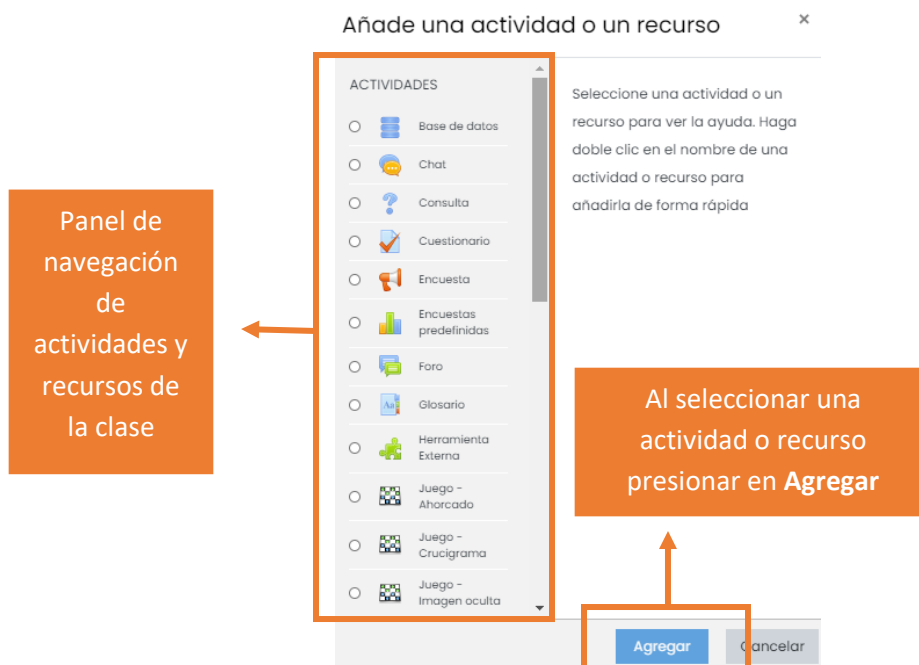 Añade una actividad o un recurso
×
ACTIVIDADES
Base de datos
Chat
Consulta
Cuestionario
Encuesta
Encuestas
predefinidas
Foro
Glosario
Herramienta
Externa
Juego -
Ahorcado
Juego -
Crucigrama
Juego -
Imagen oculta
Seleccione una actividad o un
recurso para ver la ayuda. Haga
doble clic en el nombre de una
actividad o recurso para
añadirla de forma rápida
Panel de
navegación
de
actividades y
recursos de
la clase
Al seleccionar una
actividad o recurso
presionar en Agregar
Agregar
Cancelar